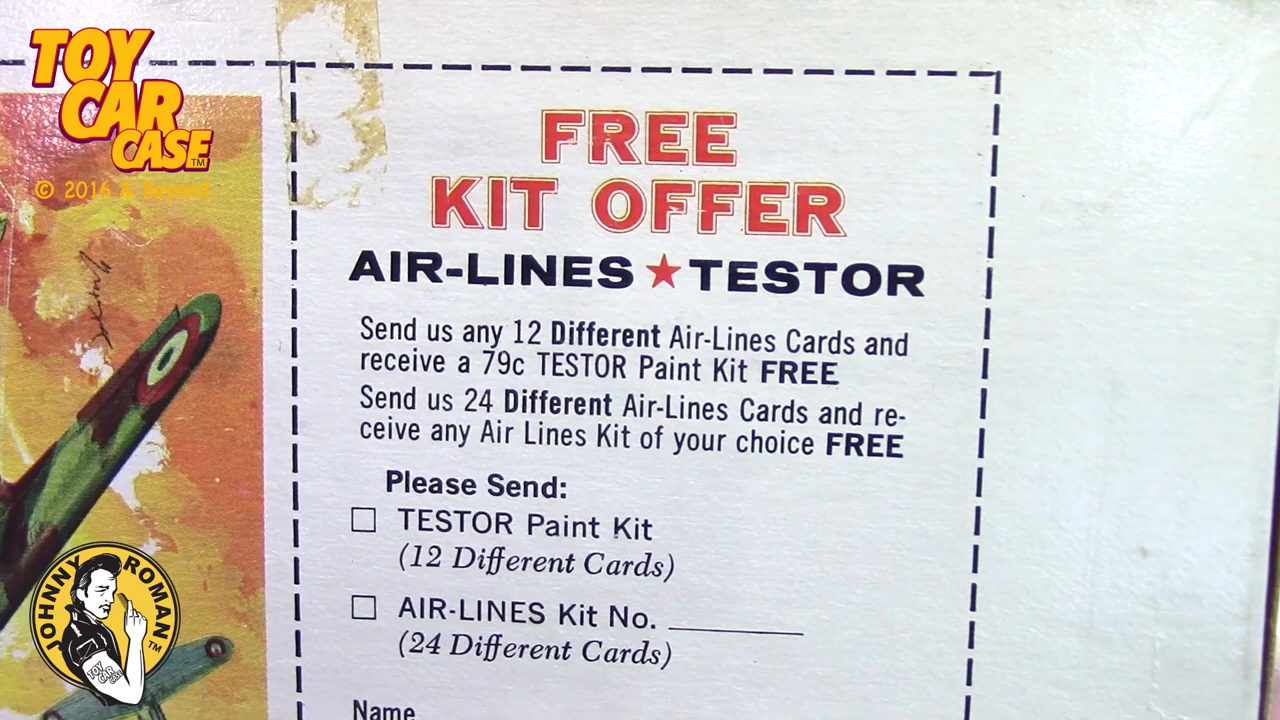 TOY
CAR
CASE™
© 2016 & Beyond
FREE
KIT OFFER
AIR-LINES ★ TESTOR
Send us any 12 Different Air-Lines Cards and
receive a 79c TESTOR Paint Kit FREE
Send us 24 Different Air-Lines Cards and re-
ceive any Air Lines Kit of your choice FREE
Please Send:
☐ TESTOR Paint Kit
(12 Different Cards)
☐ AIR-LINES Kit No. ________
(24 Different Cards)
Name
JOHNNY ROMAN™
TOY
CAR
CASE